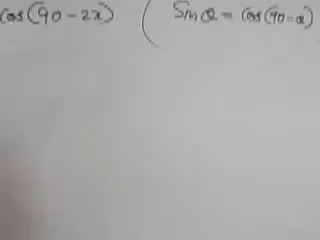 cos(90-2x) ( Sin Q = cos(90-a)